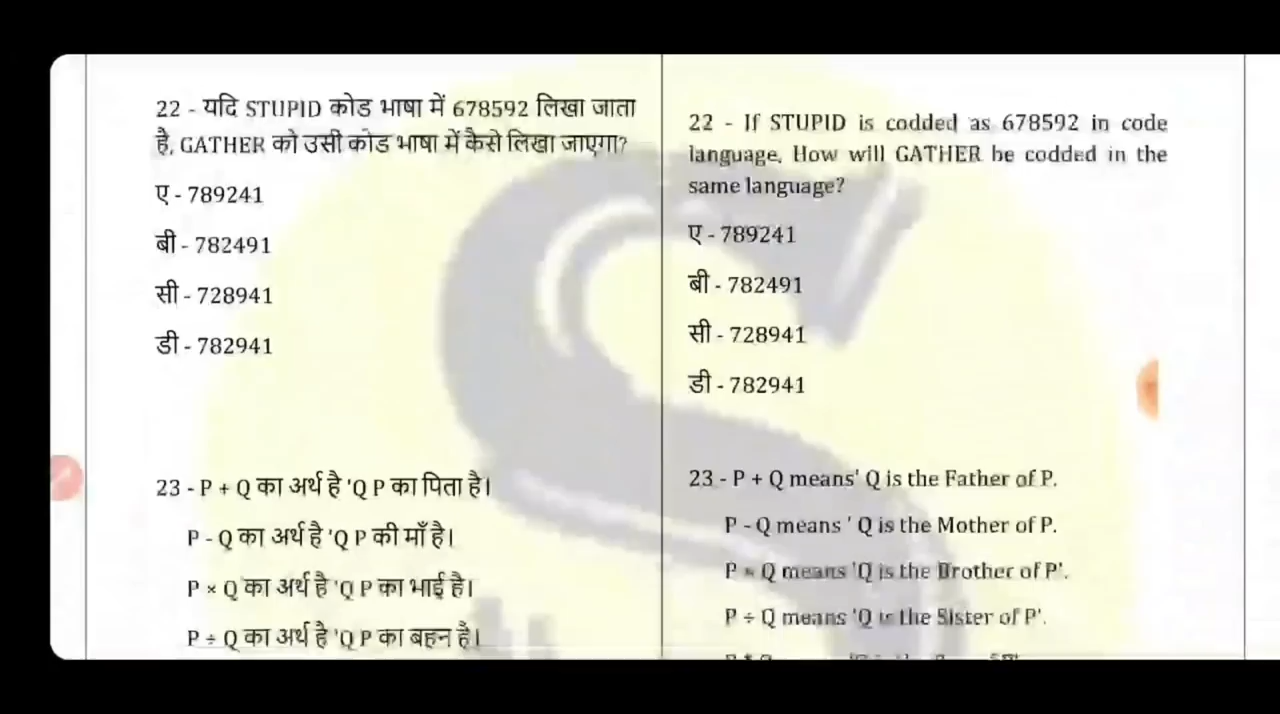 22 - यदि STUPID कोड भाषा में 678592 लिखा जाता
है, GATHER को उसी कोड भाषा में कैसे लिखा जाएगा?
ए - 789241
बी - 782491
सी - 728941
डी - 782941
23 - P + Q का अर्थ है 'Q P का पिता है।
P - Q का अर्थ है 'Q P की माँ है।
P × Q का अर्थ है 'Q P का भाई है।
P ÷ Q का अर्थ है 'Q P का बहन है।
22 - If STUPID is codded as 678592 in code
language, How will GATHER be codded in the
same language?
ए - 789241
बी - 782491
सी - 728941
डी - 782941
23 - P + Q means' Q is the Father of P.
P - Q means ' Q is the Mother of P.
P × Q means 'Q is the Brother of P'.
P ÷ Q means 'Q is the Sister of P'.